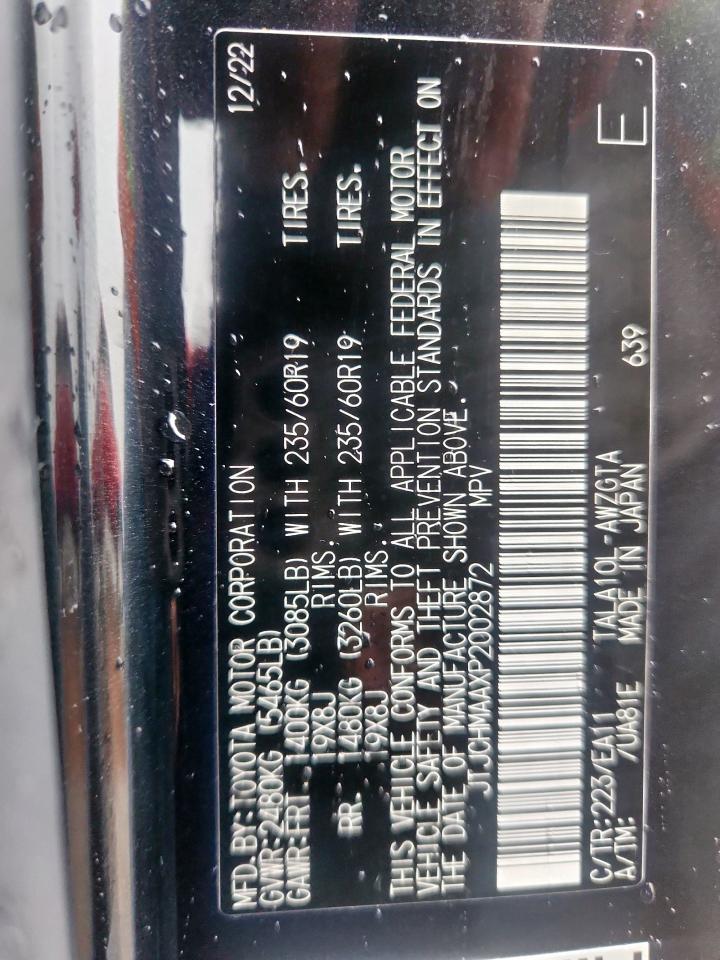 MFD. BY: TOYOTA MOTOR CORPORATION 12/22
GVWR: 2480KG (5465LB)
GAWR: FRT. 1400KG (3085LB) WITH 235/60R19 TIRES.
19X8J RIMS.
RR. 1480KG (3260LB) WITH 235/60R19 TIRES.
19X8J RIMS.
THIS VEHICLE CONFORMS TO ALL APPLICABLE FEDERAL MOTOR
VEHICLE SAFETY AND THEFT PREVENTION STANDARDS IN EFFECT ON
THE DATE OF MANUFACTURE SHOWN ABOVE.
JTJCHMAAXP2002872 MPV
E
C/TR: 223/EA11 TALA10L-AWZGTA
A/TM: /UA81E MADE IN JAPAN 639